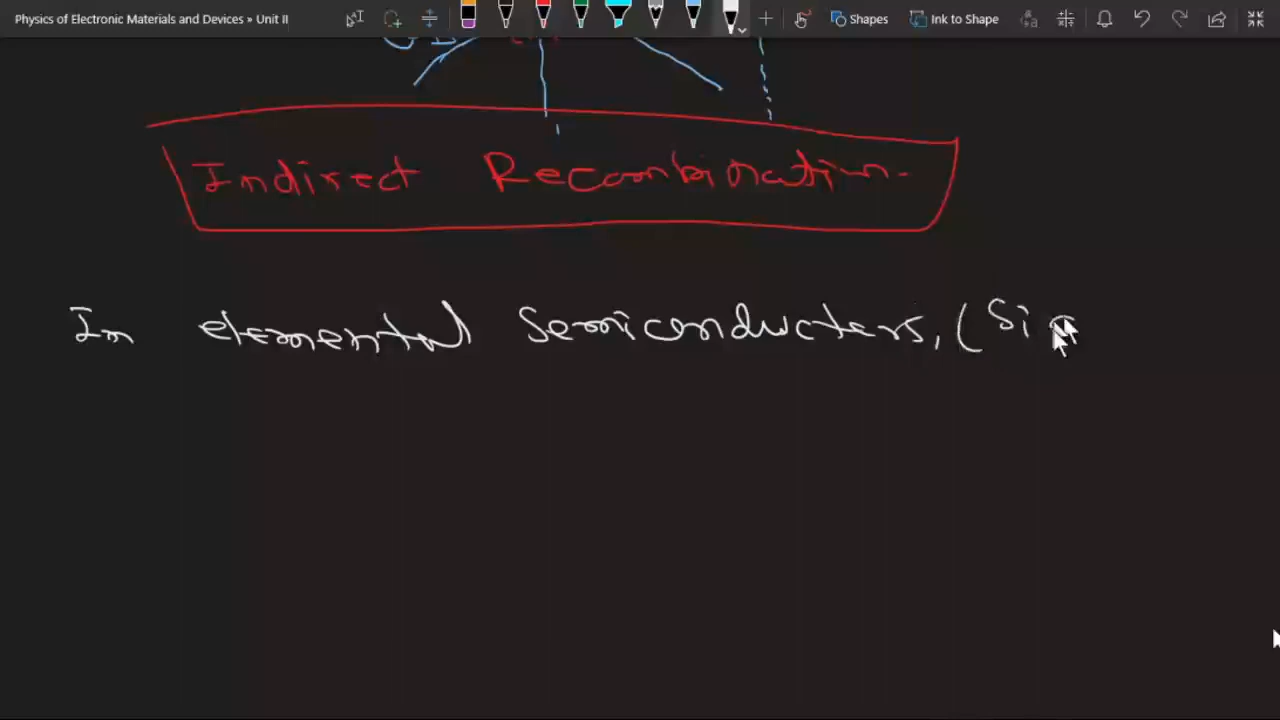 Physics of Electronic Materials and Devices » Unit II
Shapes
Ink to Shape
Indirect Recombination.
In elemental Semiconductors, (Si